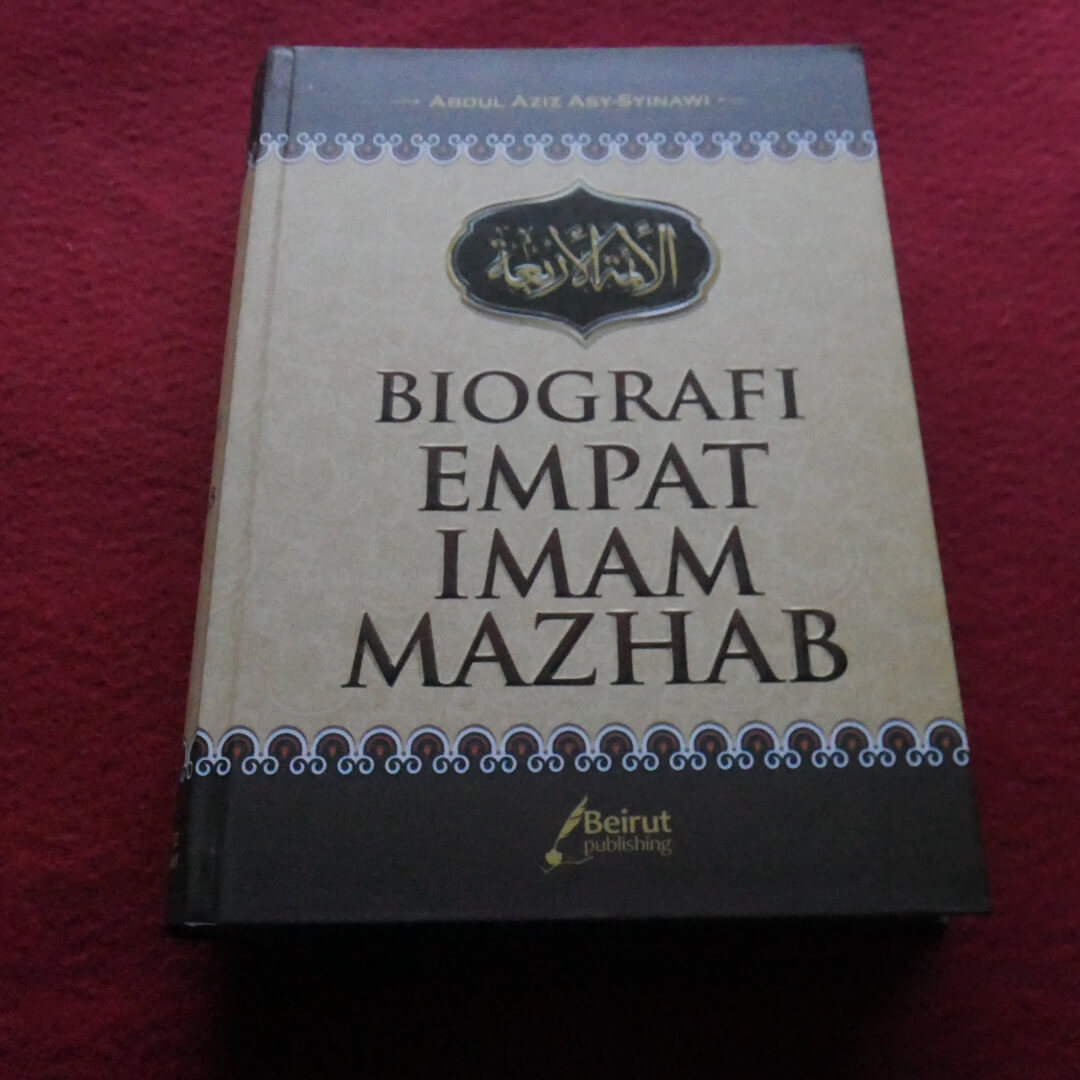 ABDUL AZIZ ASY-SYINAWI
الأئمة الأربعة
BIOGRAFI
EMPAT
IMAM
MAZHAB
Beirut
publishing